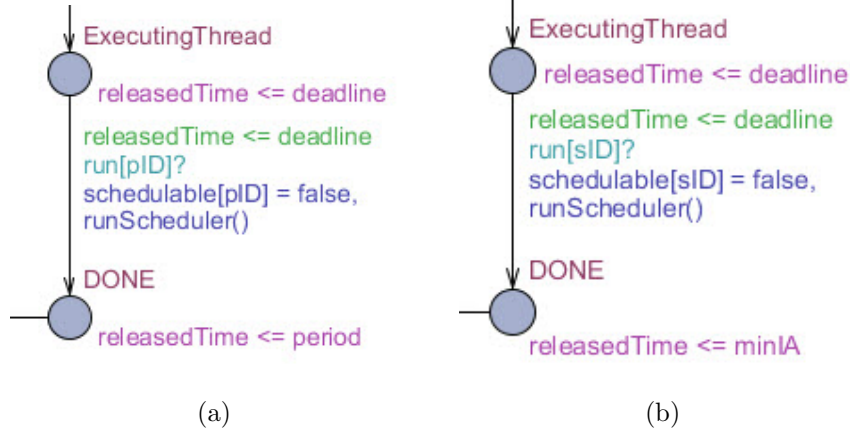 ExecutingThread
releasedTime <= deadline
releasedTime <= deadline
run[pID]?
schedulable[pID] = false,
runScheduler()
DONE
releasedTime <= period
(a)
ExecutingThread
releasedTime <= deadline
releasedTime <= deadline
run[sID]?
schedulable[sID] = false,
runScheduler()
DONE
releasedTime <= minIA
(b)